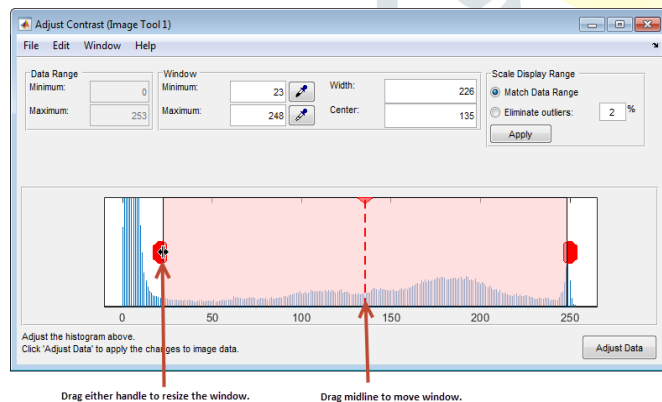 Adjust Contrast (Image Tool 1)
File Edit Window Help
Data Range
Minimum: 0
Maximum: 253
Window
Minimum: 23
Maximum: 248
Width: 226
Center: 135
Scale Display Range
Match Data Range
Eliminate outliers: 2 %
Apply
0 50 100 150 200 250
Adjust the histogram above.
Click 'Adjust Data' to apply the changes to image data.
Adjust Data
Drag either handle to resize the window.
Drag midline to move window.